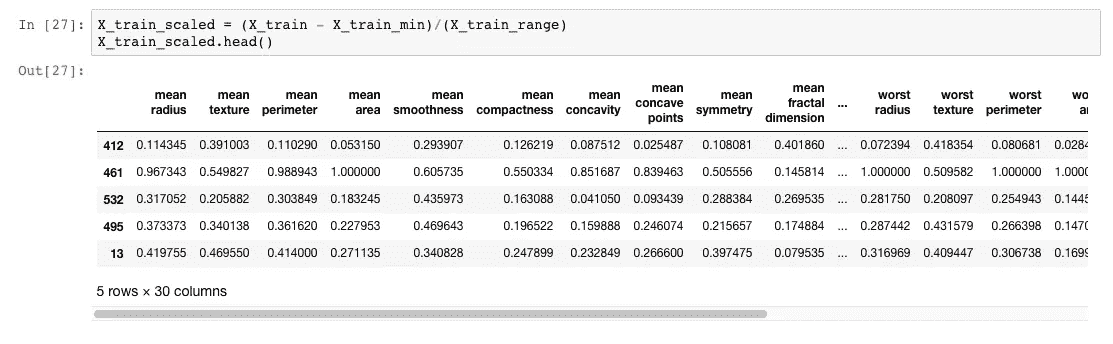 In [27]: X_train_scaled = (X_train - X_train_min)/(X_train_range)
X_train_scaled.head()
Out[27]:
mean radius mean texture mean perimeter mean area mean smoothness mean compactness mean concavity mean concave points mean symmetry mean fractal dimension ... worst radius worst texture worst perimeter
412 0.114345 0.391003 0.110290 0.053150 0.293907 0.126219 0.087512 0.025487 0.108081 0.401860 ... 0.072394 0.418354 0.080681 0.0284
461 0.967343 0.549827 0.988943 1.000000 0.605735 0.550334 0.851687 0.839463 0.505556 0.145814 ... 1.000000 0.509582 1.000000 1.0000
532 0.317052 0.205882 0.303849 0.183245 0.435973 0.163088 0.041050 0.093439 0.288384 0.269535 ... 0.281750 0.208097 0.254943 0.1445
495 0.373373 0.340138 0.361620 0.227953 0.469643 0.196522 0.159888 0.246074 0.215657 0.174884 ... 0.287442 0.431579 0.266398 0.1470
13 0.419755 0.469550 0.414000 0.271135 0.340828 0.247899 0.232849 0.266600 0.397475 0.079535 ... 0.316969 0.409447 0.306738 0.1699
5 rows × 30 columns